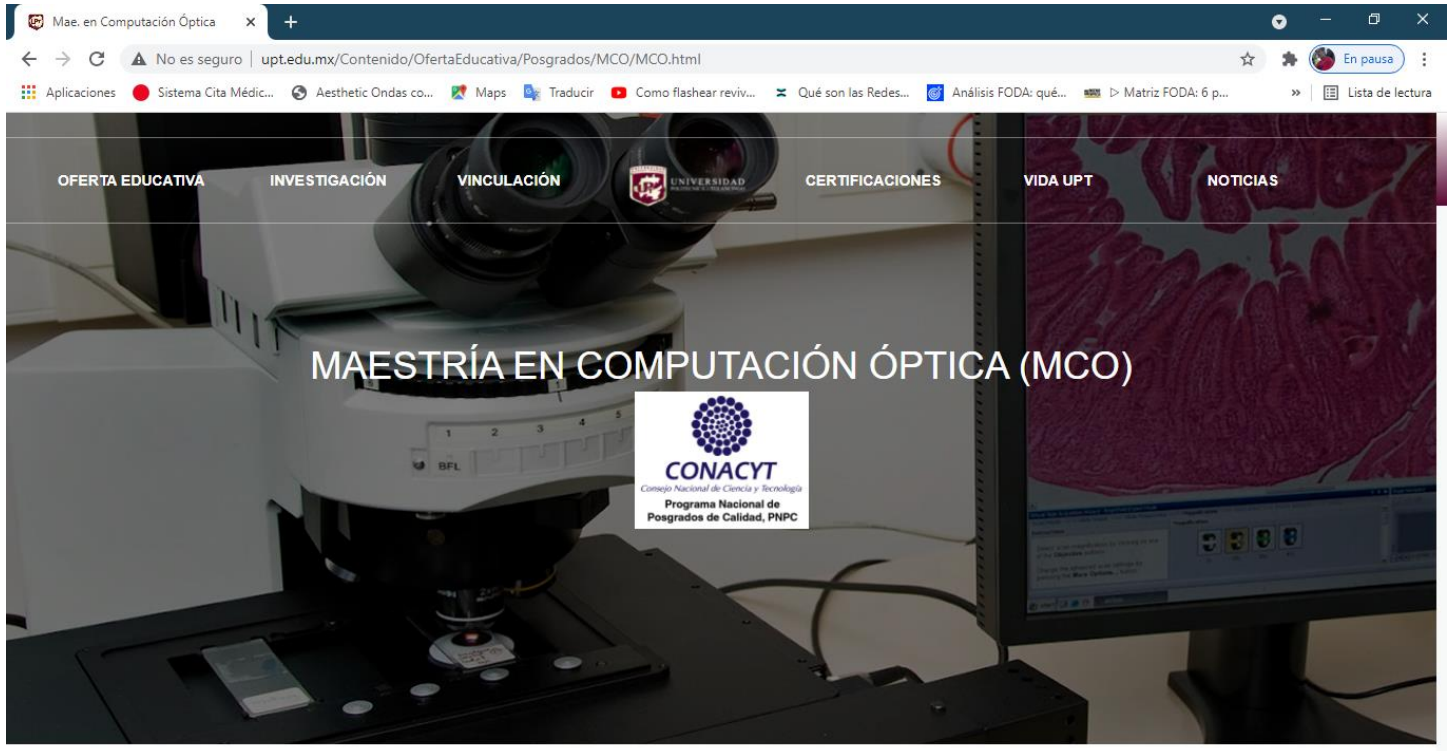 Mae. en Computación Óptica
No es seguro | upt.edu.mx/Contenido/OfertaEducativa/Posgrados/MCO/MCO.html
En pausa
Aplicaciones
Sistema Cita Médic...
Aesthetic Ondas co...
Maps
Traducir
Como flashear reviv...
Qué son las Redes...
Análisis FODA: qué...
▷ Matriz FODA: 6 p...
»
Lista de lectura
OFERTA EDUCATIVA
INVESTIGACIÓN
VINCULACIÓN
UNIVERSIDAD
CERTIFICACIONES
VIDA UPT
NOTICIAS
MAESTRÍA EN COMPUTACIÓN ÓPTICA (MCO)
CONACYT
Consejo Nacional de Ciencia y Tecnología
Programa Nacional de
Posgrados de Calidad, PNPC
1 2 3 4 5
BFL